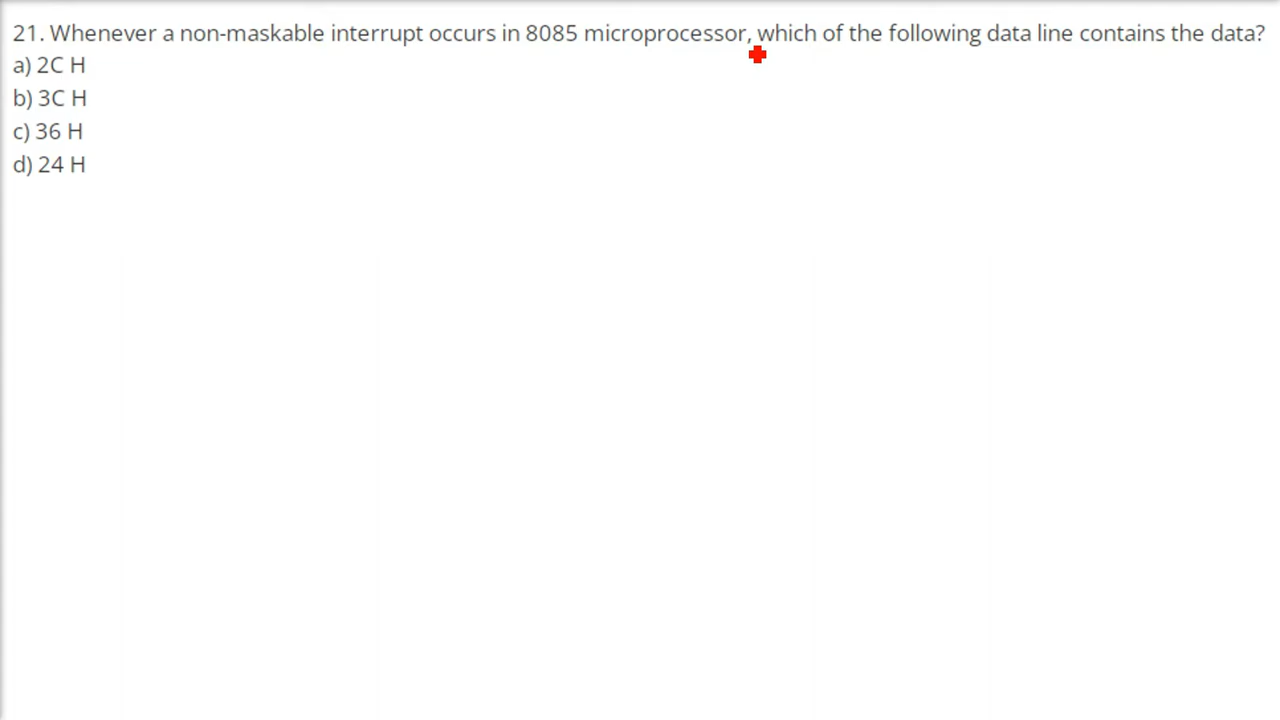 21. Whenever a non-maskable interrupt occurs in 8085 microprocessor, which of the following data line contains the data?
a) 2C H
b) 3C H
c) 36 H
d) 24 H